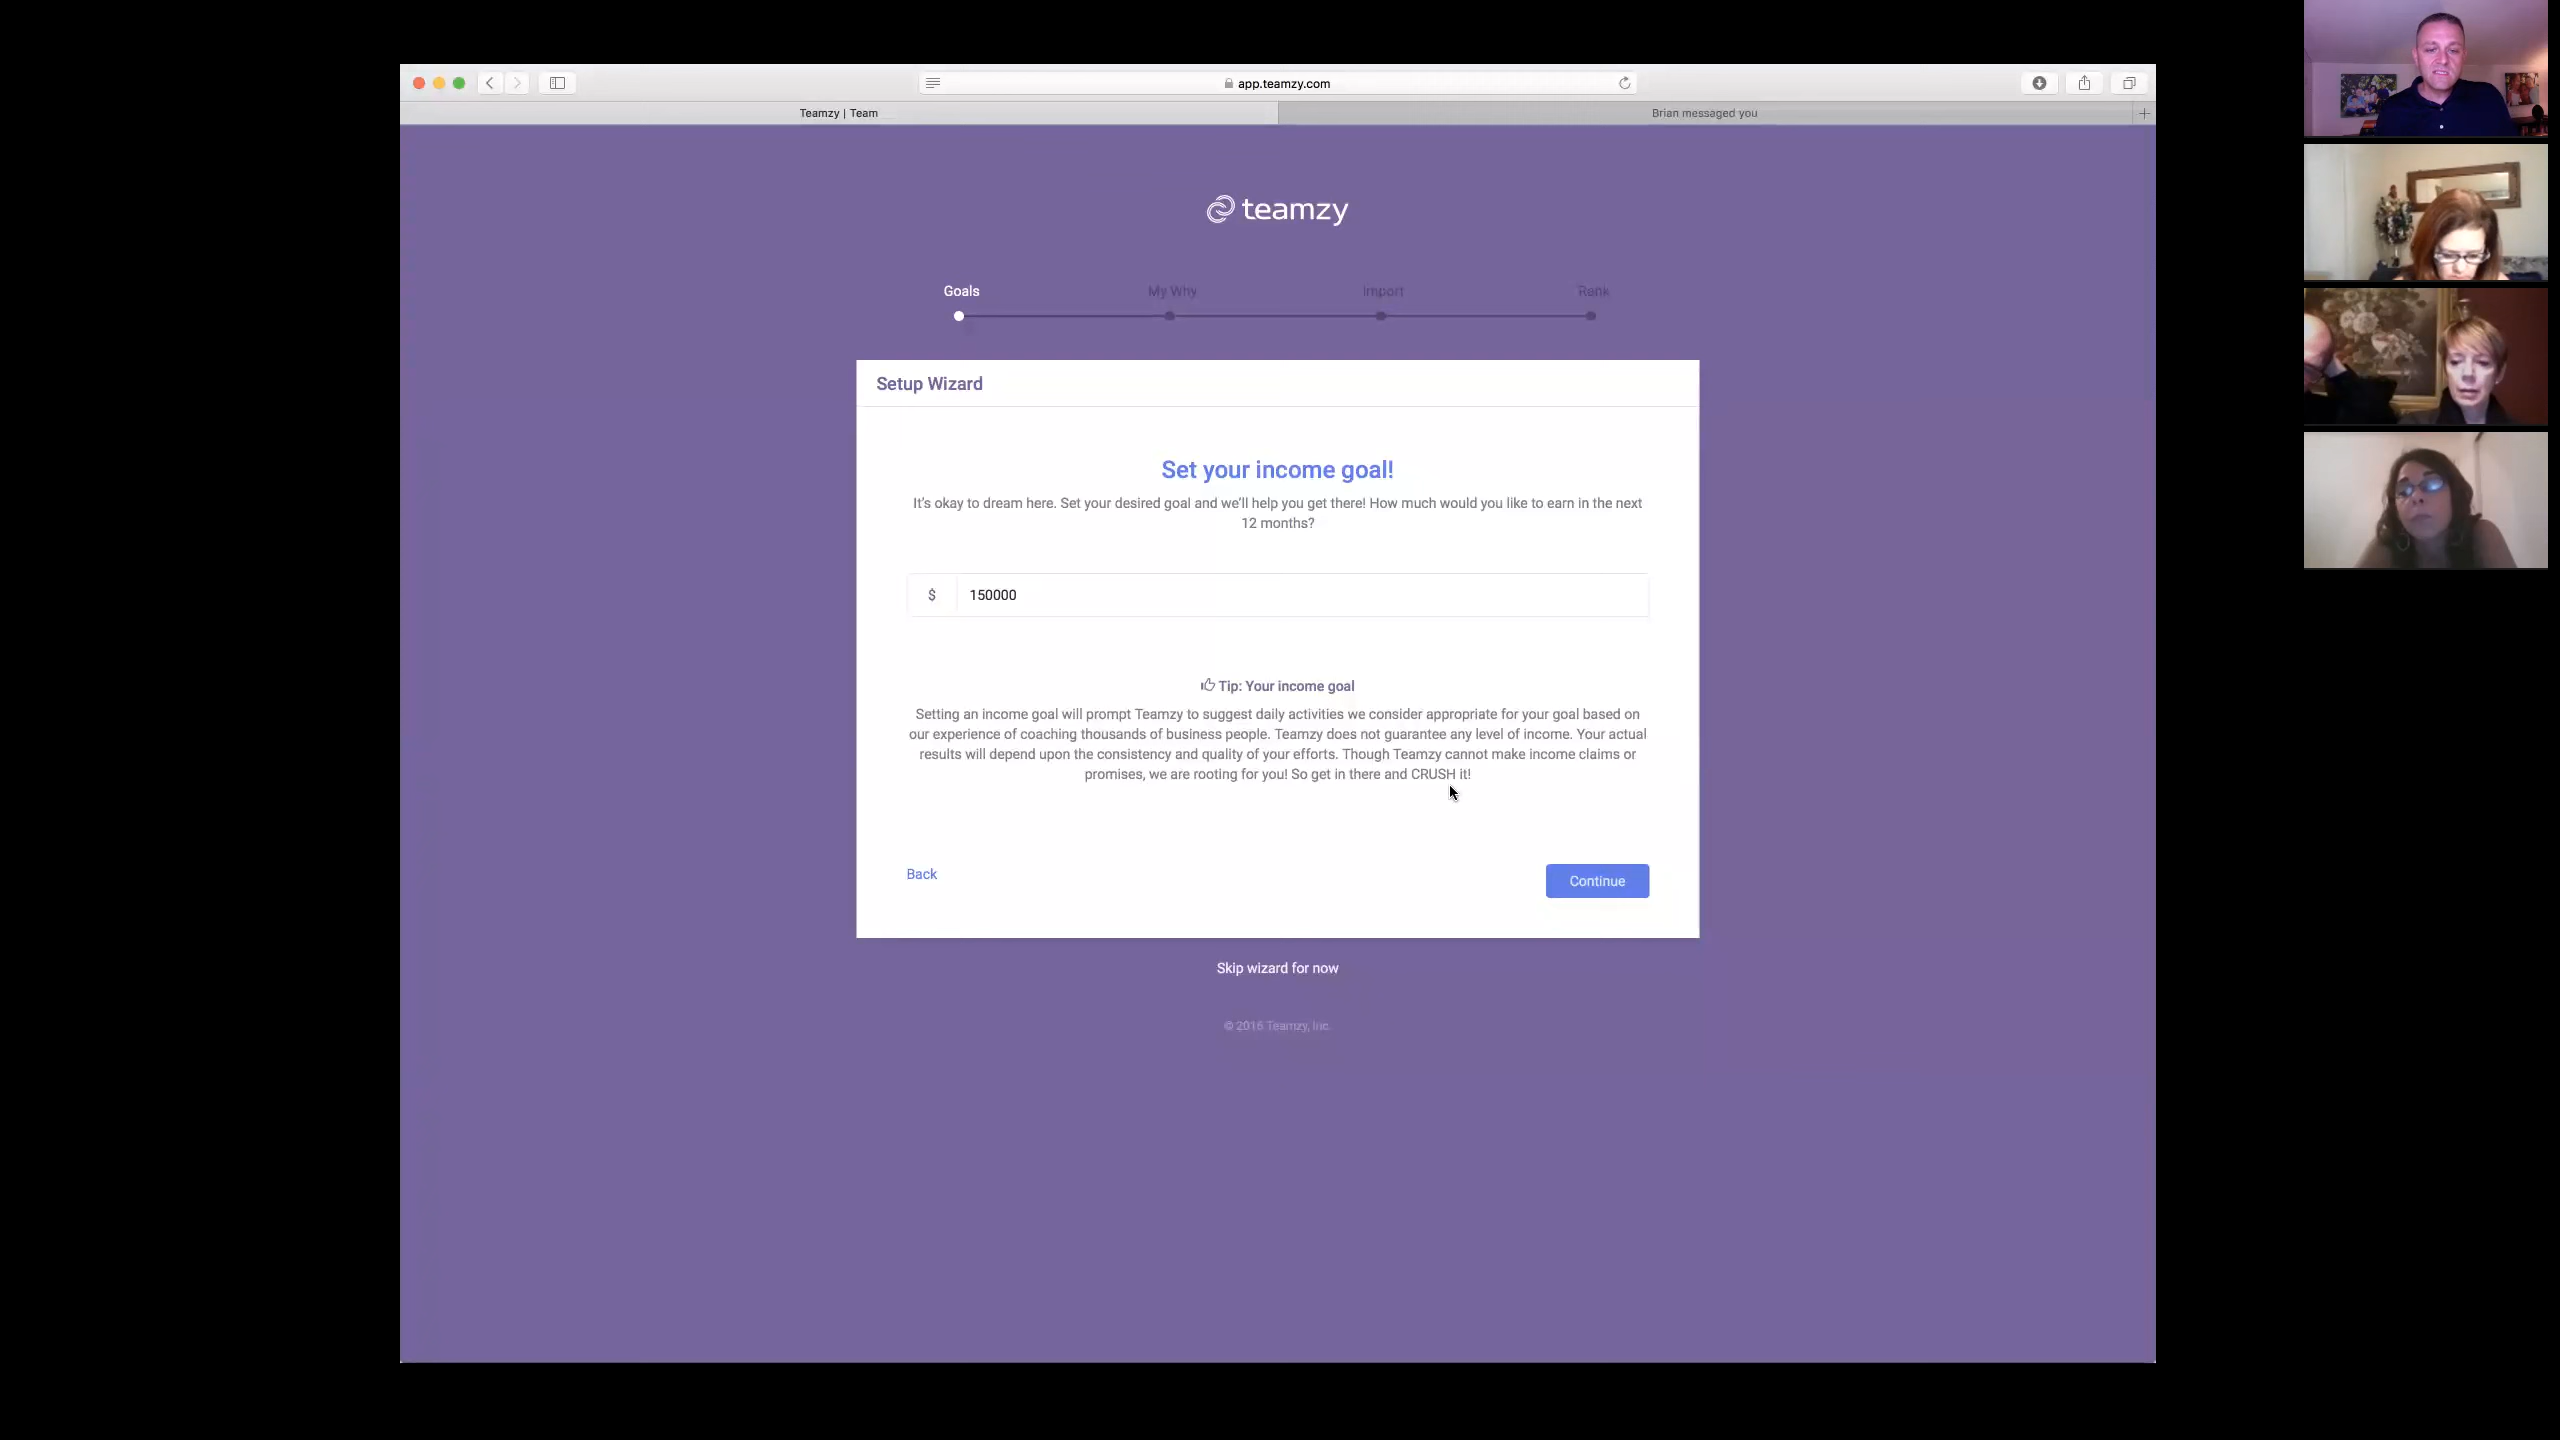 app.teamzy.com
Teamzy | Team
Brian messaged you
teamzy
Goals
My Why
Import
Rank
Setup Wizard
Set your income goal!
It's okay to dream here. Set your desired goal and we'll help you get there! How much would you like to earn in the next
12 months?
$ 150000
Tip: Your income goal
Setting an income goal will prompt Teamzy to suggest daily activities we consider appropriate for your goal based on
our experience of coaching thousands of business people. Teamzy does not guarantee any level of income. Your actual
results will depend upon the consistency and quality of your efforts. Though Teamzy cannot make income claims or
promises, we are rooting for you! So get in there and CRUSH it!
Back
Continue
Skip wizard for now
© 2016 Teamzy, Inc.